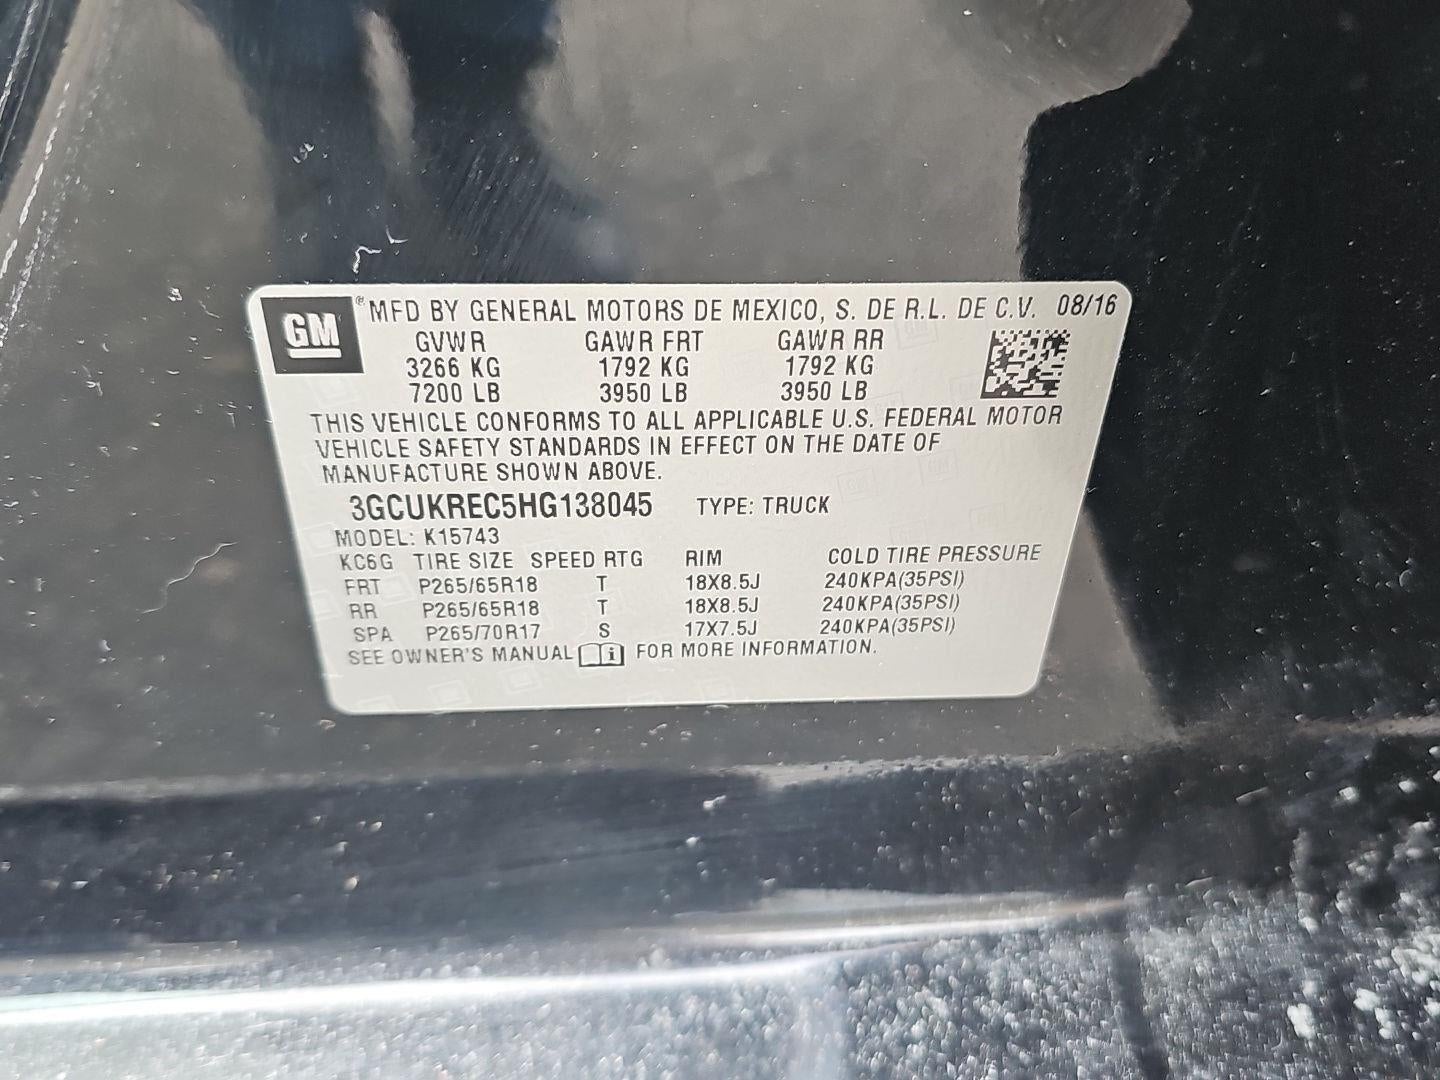 GM ® MFD BY GENERAL MOTORS DE MEXICO, S. DE R.L. DE C.V. 08/16
GVWR GAWR FRT GAWR RR
3266 KG 1792 KG 1792 KG
7200 LB 3950 LB 3950 LB
THIS VEHICLE CONFORMS TO ALL APPLICABLE U.S. FEDERAL MOTOR
VEHICLE SAFETY STANDARDS IN EFFECT ON THE DATE OF
MANUFACTURE SHOWN ABOVE.
3GCUKREC5HG138045 TYPE: TRUCK
MODEL: K15743
KC6G TIRE SIZE SPEED RTG RIM COLD TIRE PRESSURE
FRT P265/65R18 T 18X8.5J 240KPA(35PSI)
RR P265/65R18 T 18X8.5J 240KPA(35PSI)
SPA P265/70R17 S 17X7.5J 240KPA(35PSI)
SEE OWNER'S MANUAL i FOR MORE INFORMATION.